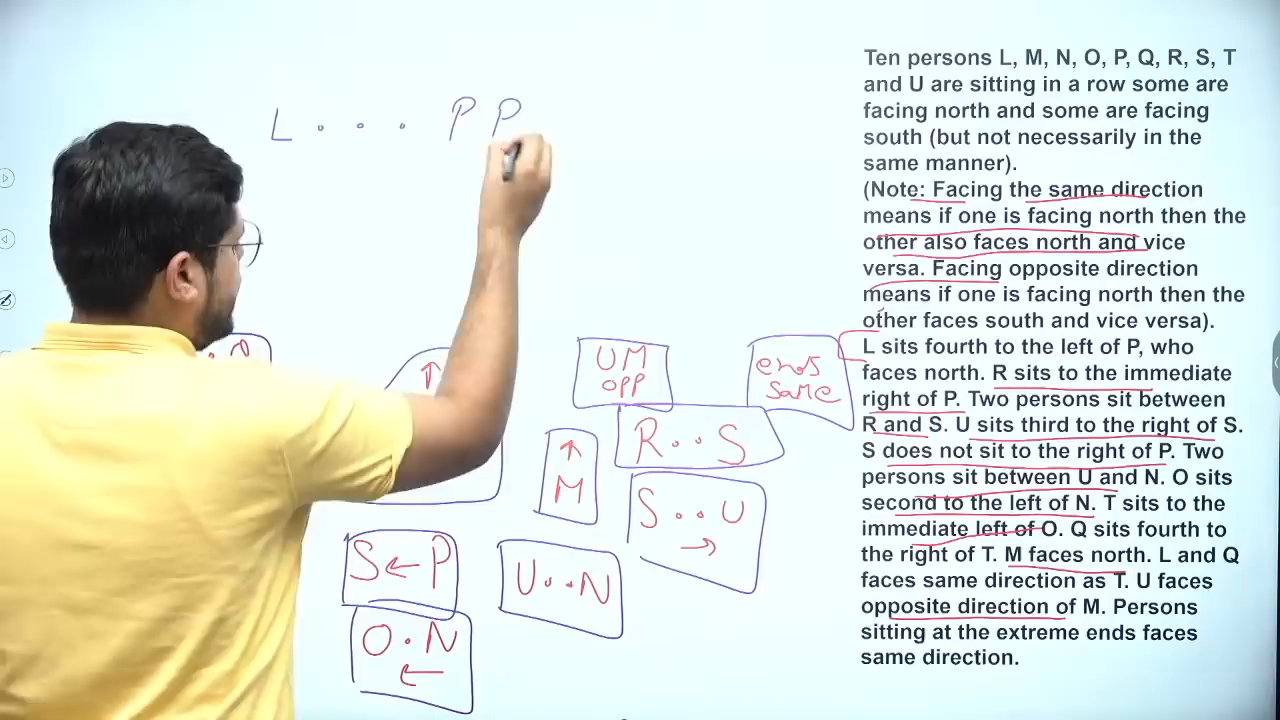 L . . . P P
Ten persons L, M, N, O, P, Q, R, S, T
and U are sitting in a row some are
facing north and some are facing
south (but not necessarily in the
same manner).
(Note: Facing the same direction
means if one is facing north then the
other also faces north and vice
versa. Facing opposite direction
means if one is facing north then the
other faces south and vice versa).
L sits fourth to the left of P, who
faces north. R sits to the immediate
right of P. Two persons sit between
R and S. U sits third to the right of S.
S does not sit to the right of P. Two
persons sit between U and N. O sits
second to the left of N. T sits to the
immediate left of O. Q sits fourth to
the right of T. M faces north. L and Q
faces same direction as T. U faces
opposite direction of M. Persons
sitting at the extreme ends faces
same direction.
↑
UM
opp
ends
same
R . . S
↑
M
S . . U
→
S ← P
U . . N
O . N
←